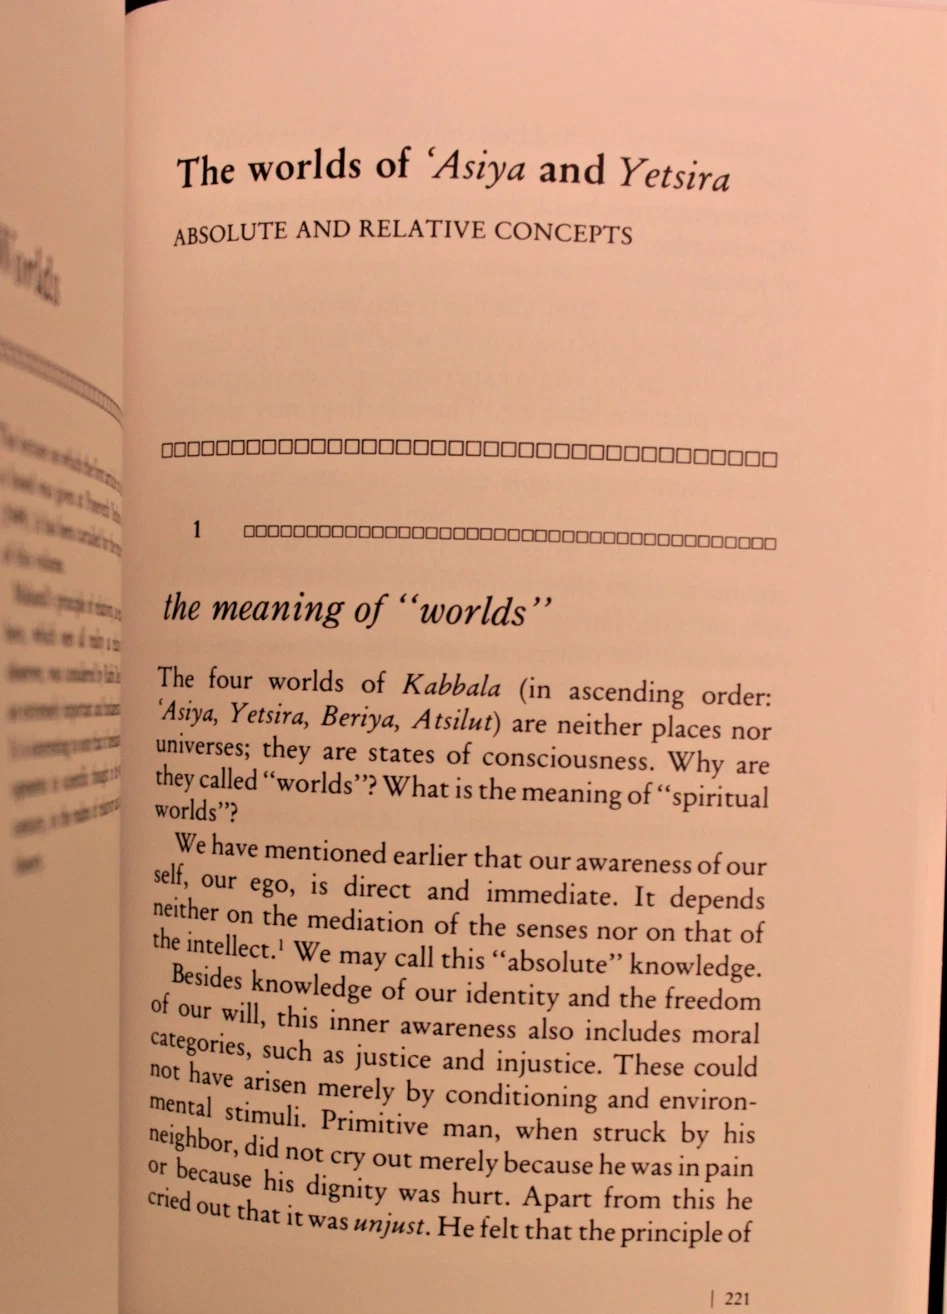 Worlds
The worlds of ‘Asiya and Yetsira
ABSOLUTE AND RELATIVE CONCEPTS
1
the meaning of “worlds”
The four worlds of Kabbala (in ascending order:
‘Asiya, Yetsira, Beriya, Atsilut) are neither places nor
universes; they are states of consciousness. Why are
they called “worlds”? What is the meaning of “spiritual
worlds”?
We have mentioned earlier that our awareness of our
self, our ego, is direct and immediate. It depends
neither on the mediation of the senses nor on that of
the intellect.¹ We may call this “absolute” knowledge.
Besides knowledge of our identity and the freedom
of our will, this inner awareness also includes moral
categories, such as justice and injustice. These could
not have arisen merely by conditioning and environ-
mental stimuli. Primitive man, when struck by his
neighbor, did not cry out merely because he was in pain
or because his dignity was hurt. Apart from this he
cried out that it was unjust. He felt that the principle of
| 221